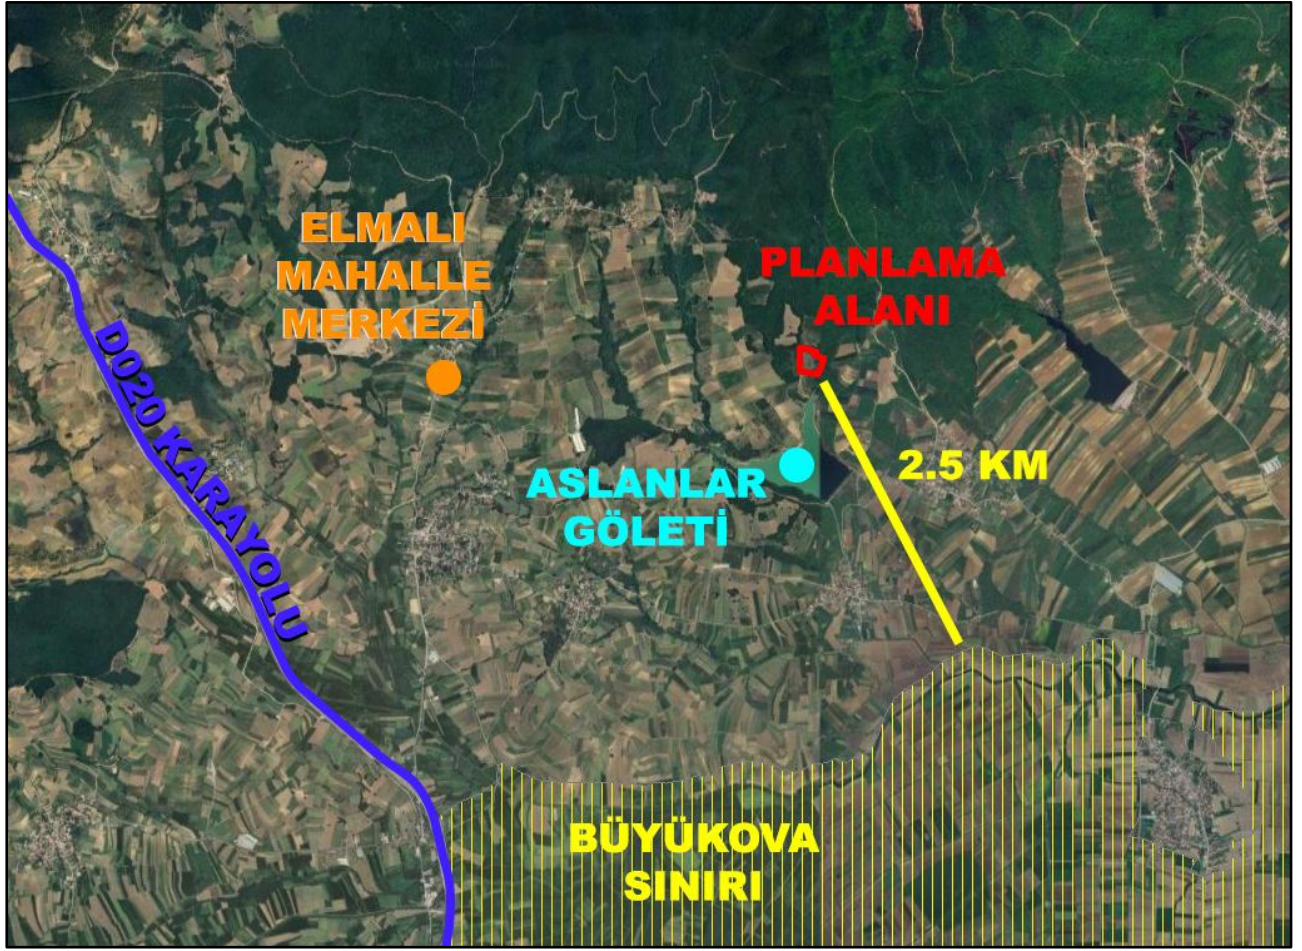 ELMALI
MAHALLE
MERKEZİ
PLANLAMA
ALANI
D020 KARAYOLU
2.5 KM
ASLANLAR
GÖLETİ
BÜYÜKOVA
SINIRI